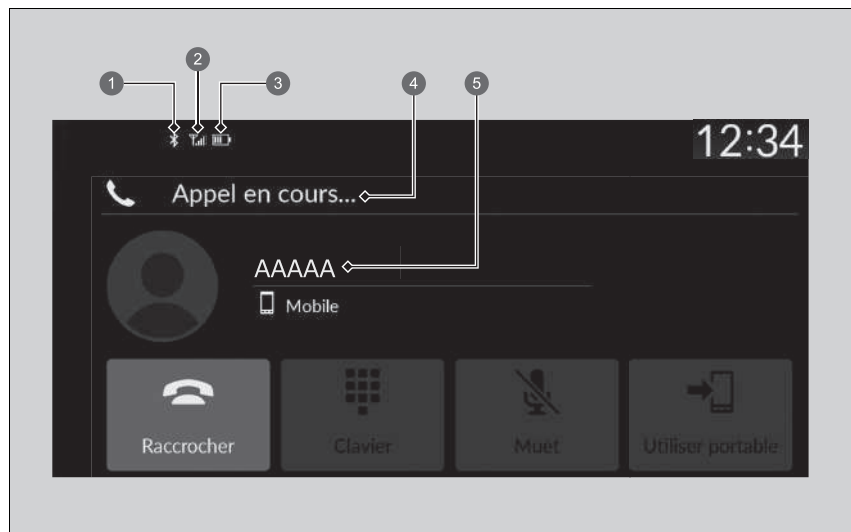 2
1 3 4 5
12:34
Appel en cours...
AAAAA
Mobile
Raccrocher Clavier Muet Utiliser portable